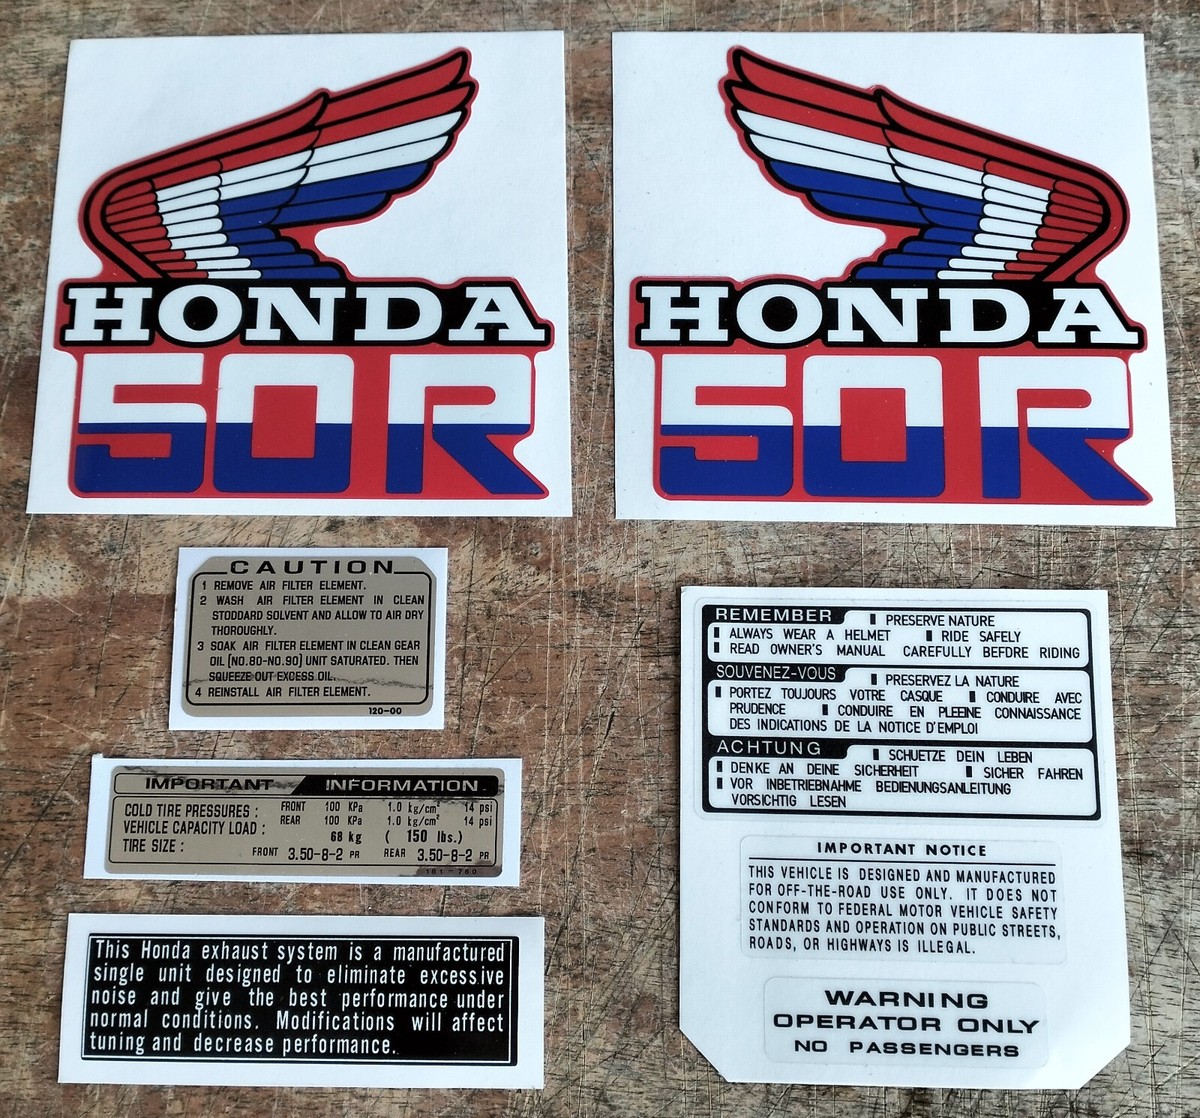 HONDA
50R
HONDA
50R
CAUTION
1 REMOVE AIR FILTER ELEMENT.
2 WASH AIR FILTER ELEMENT IN CLEAN
STODDARD SOLVENT AND ALLOW TO AIR DRY
THOROUGHLY.
3 SOAK AIR FILTER ELEMENT IN CLEAN GEAR
OIL (NO.80-NO.90) UNIT SATURATED. THEN
SQUEEZE OUT EXCESS OIL.
4 REINSTALL AIR FILTER ELEMENT.
120-00
IMPORTANT INFORMATION
COLD TIRE PRESSURES : FRONT 100 KPa 1.0 kg/cm² 14 psi
REAR 100 KPa 1.0 kg/cm² 14 psi
VEHICLE CAPACITY LOAD : 68 kg ( 150 lbs.)
TIRE SIZE : FRONT 3.50-8-2 PR REAR 3.50-8-2 PR
181-760
This Honda exhaust system is a manufactured
single unit designed to eliminate excessive
noise and give the best performance under
normal conditions. Modifications will affect
tuning and decrease performance.
REMEMBER ▮ PRESERVE NATURE
▮ ALWAYS WEAR A HELMET ▮ RIDE SAFELY
▮ READ OWNER'S MANUAL CAREFULLY BEFDRE RIDING
SOUVENEZ-VOUS ▮ PRESERVEZ LA NATURE
▮ PORTEZ TOUJOURS VOTRE CASQUE ▮ CONDUIRE AVEC
PRUDENCE ▮ CONDUIRE EN PLEEINE CONNAISSANCE
DES INDICATIONS DE LA NOTICE D'EMPLOI
ACHTUNG ▮ SCHUETZE DEIN LEBEN
▮ DENKE AN DEINE SICHERHEIT ▮ SICHER FAHREN
▮ VOR INBETRIEBNAHME BEDIENUNGSANLEITUNG
VORSICHTIG LESEN
IMPORTANT NOTICE
THIS VEHICLE IS DESIGNED AND MANUFACTURED
FOR OFF-THE-ROAD USE ONLY. IT DOES NOT
CONFORM TO FEDERAL MOTOR VEHICLE SAFETY
STANDARDS AND OPERATION ON PUBLIC STREETS,
ROADS, OR HIGHWAYS IS ILLEGAL.
WARNING
OPERATOR ONLY
NO PASSENGERS